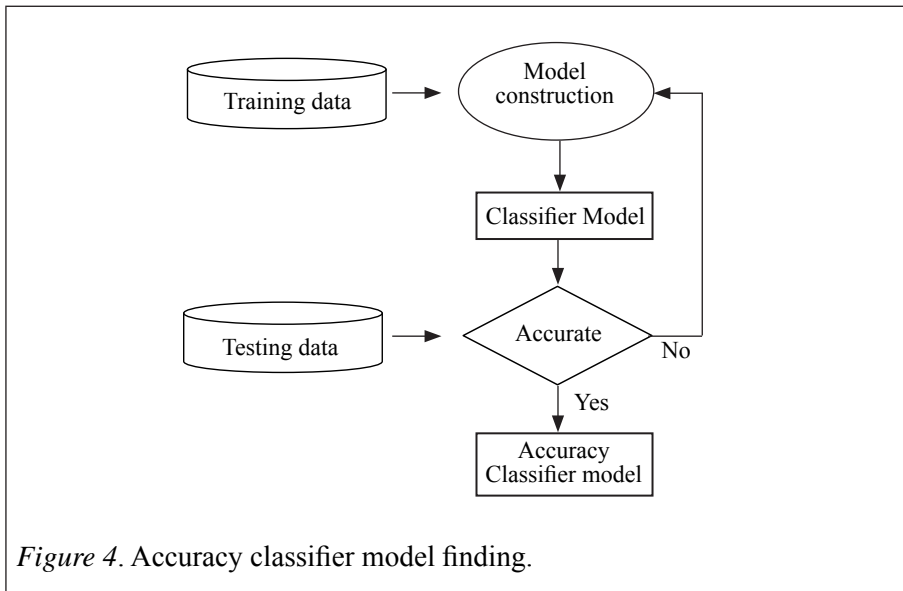 Model
construction
Training data
Classifier Model
Accurate
Testing data
No
Yes
Accuracy
Classifier model
Figure 4. Accuracy classifier model finding.